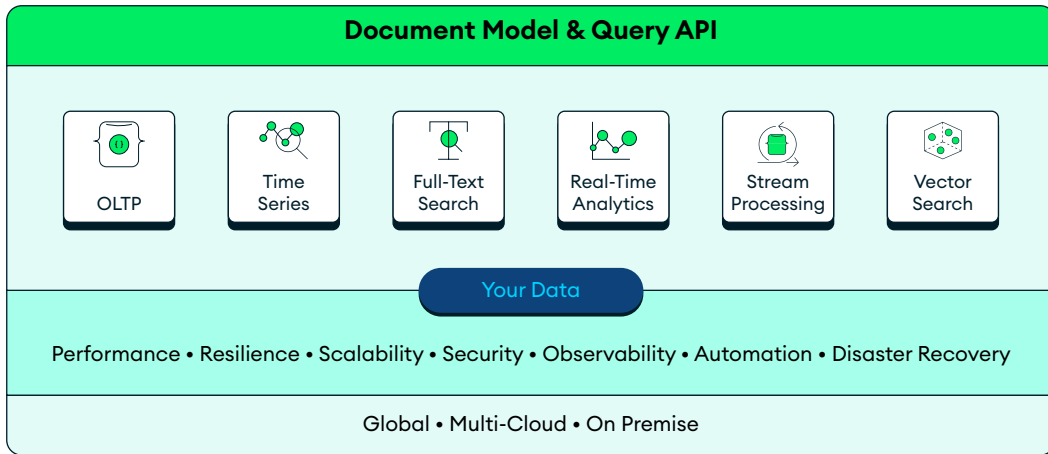 Document Model & Query API
{ }
OLTP
Time
Series
Full-Text
Search
Real-Time
Analytics
Stream
Processing
Vector
Search
Your Data
Performance • Resilience • Scalability • Security • Observability • Automation • Disaster Recovery
Global • Multi-Cloud • On Premise